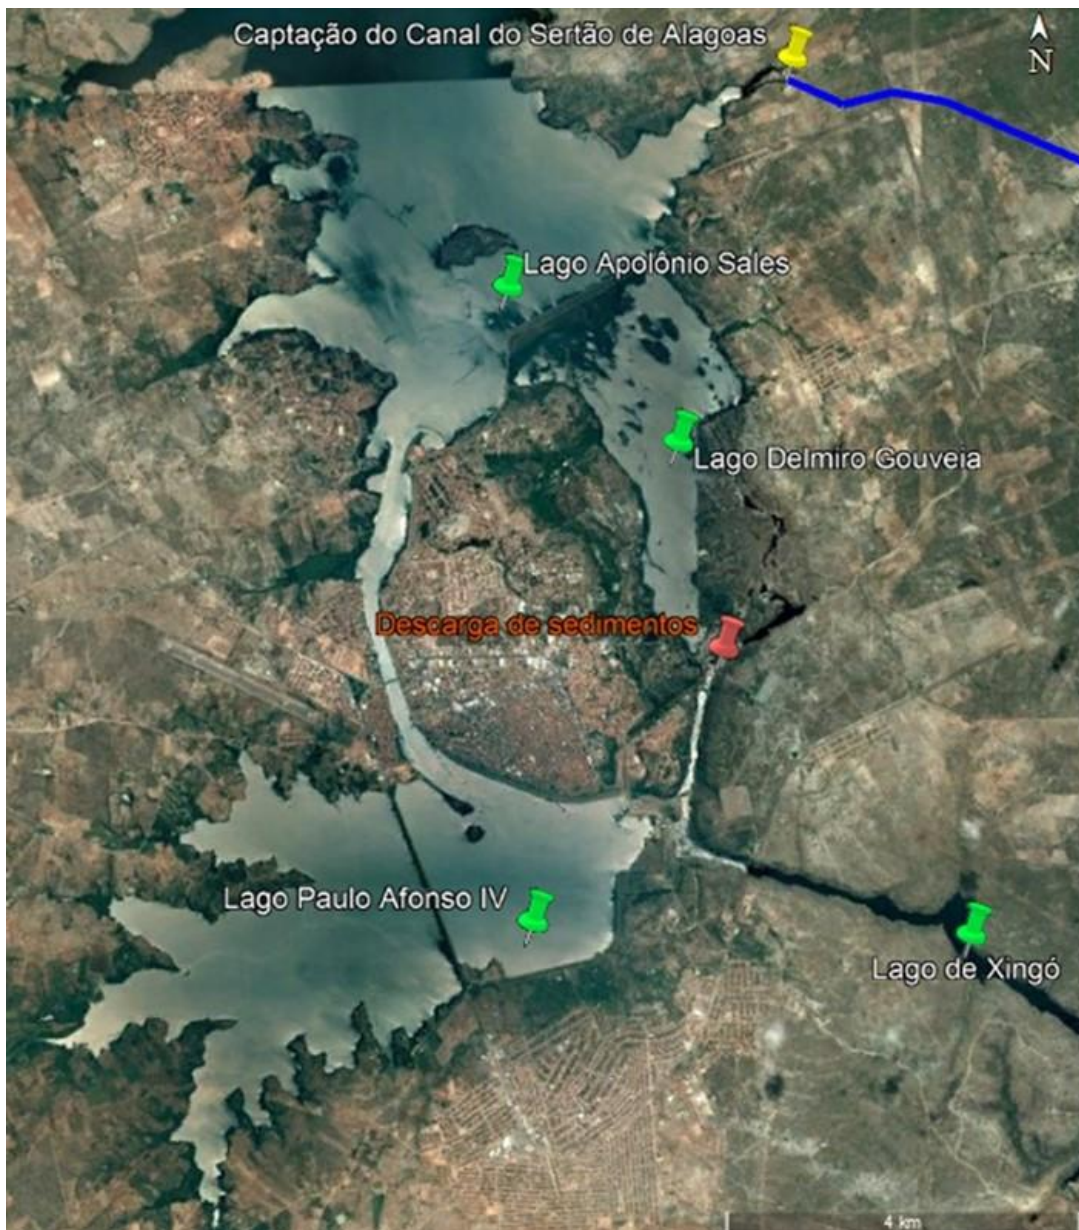 Captação do Canal do Sertão de Alagoas
N
Lago Apolônio Sales
Lago Delmiro Gouveia
Descarga de sedimentos
Lago Paulo Afonso IV
Lago de Xingó
4 km